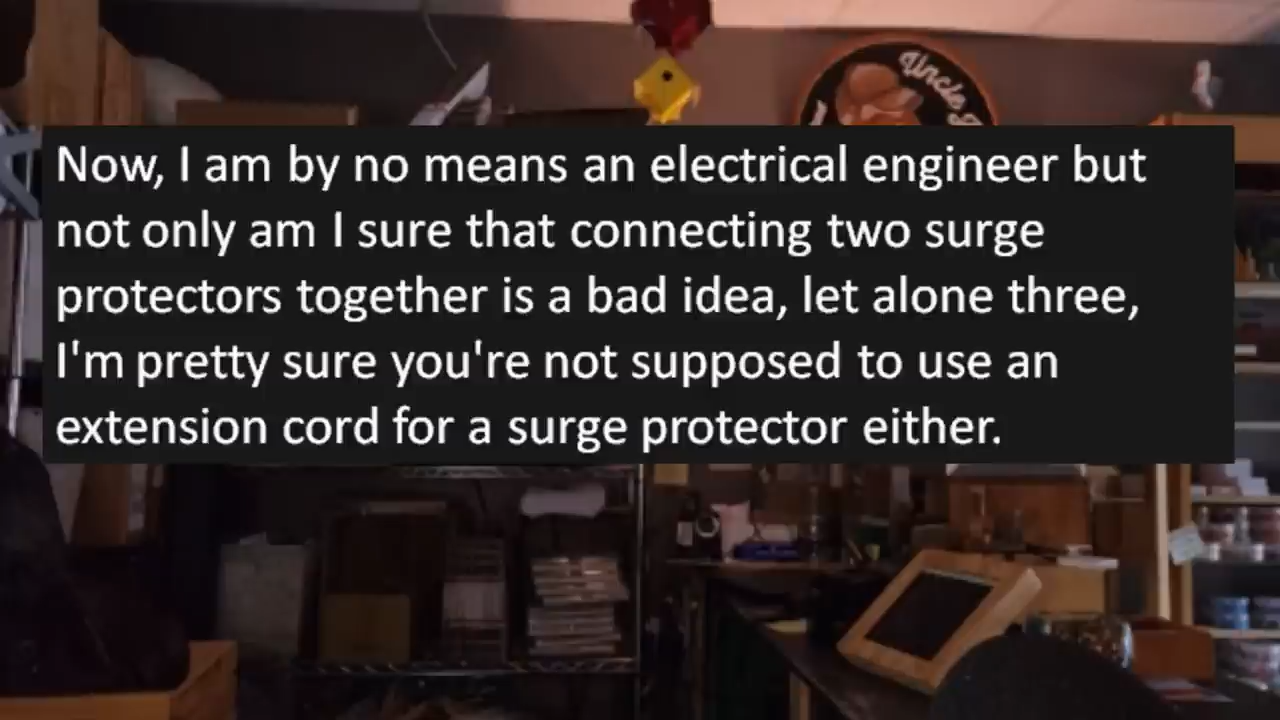 Uncle
Now, I am by no means an electrical engineer but
not only am I sure that connecting two surge
protectors together is a bad idea, let alone three,
I'm pretty sure you're not supposed to use an
extension cord for a surge protector either.